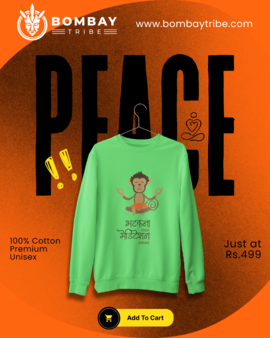 BOMBAY
TRIBE
www.bombaytribe.com
PEACE
100% Cotton
Premium
Unisex
Just at
Rs.499
Add To Cart